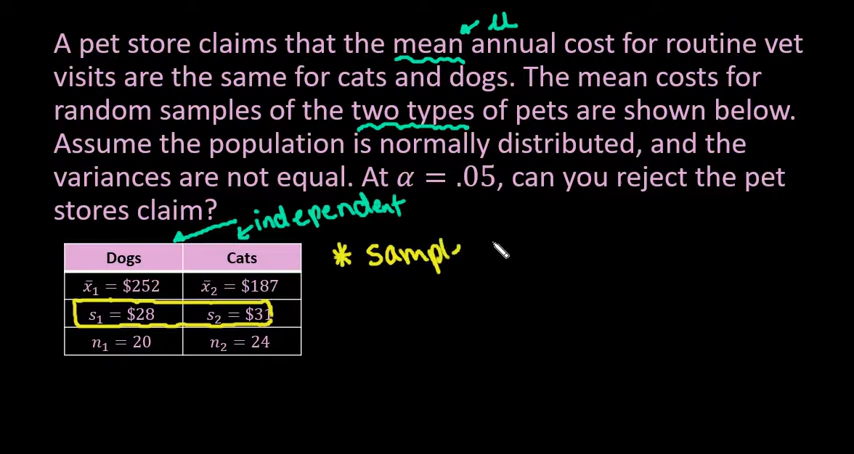 μ
A pet store claims that the mean annual cost for routine vet
visits are the same for cats and dogs. The mean costs for
random samples of the two types of pets are shown below.
Assume the population is normally distributed, and the
variances are not equal. At α = .05, can you reject the pet
stores claim?
independent
Dogs Cats
* sampl
x̄₁ = $252 x̄₂ = $187
s₁ = $28 s₂ = $31
n₁ = 20 n₂ = 24